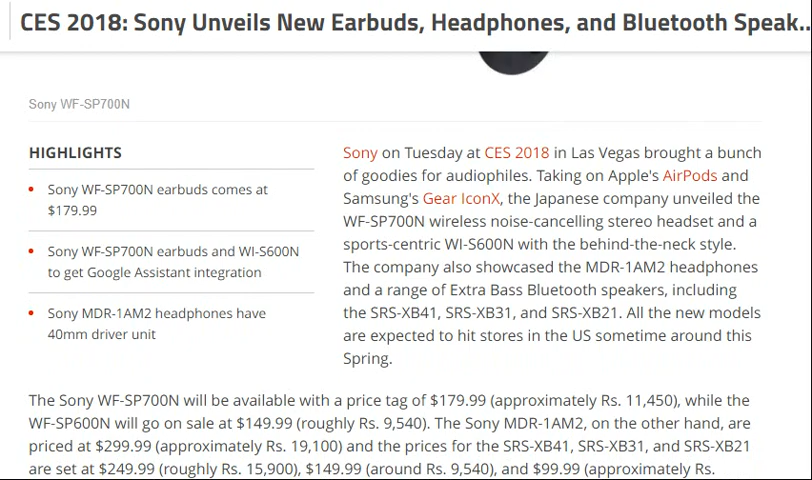 CES 2018: Sony Unveils New Earbuds, Headphones, and Bluetooth Speak..
Sony WF-SP700N
HIGHLIGHTS
Sony WF-SP700N earbuds comes at
$179.99
Sony WF-SP700N earbuds and WI-S600N
to get Google Assistant integration
Sony MDR-1AM2 headphones have
40mm driver unit
Sony on Tuesday at CES 2018 in Las Vegas brought a bunch
of goodies for audiophiles. Taking on Apple's AirPods and
Samsung's Gear IconX, the Japanese company unveiled the
WF-SP700N wireless noise-cancelling stereo headset and a
sports-centric WI-S600N with the behind-the-neck style.
The company also showcased the MDR-1AM2 headphones
and a range of Extra Bass Bluetooth speakers, including
the SRS-XB41, SRS-XB31, and SRS-XB21. All the new models
are expected to hit stores in the US sometime around this
Spring.
The Sony WF-SP700N will be available with a price tag of $179.99 (approximately Rs. 11,450), while the
WF-SP600N will go on sale at $149.99 (roughly Rs. 9,540). The Sony MDR-1AM2, on the other hand, are
priced at $299.99 (approximately Rs. 19,100) and the prices for the SRS-XB41, SRS-XB31, and SRS-XB21
are set at $249.99 (roughly Rs. 15,900), $149.99 (around Rs. 9,540), and $99.99 (approximately Rs.